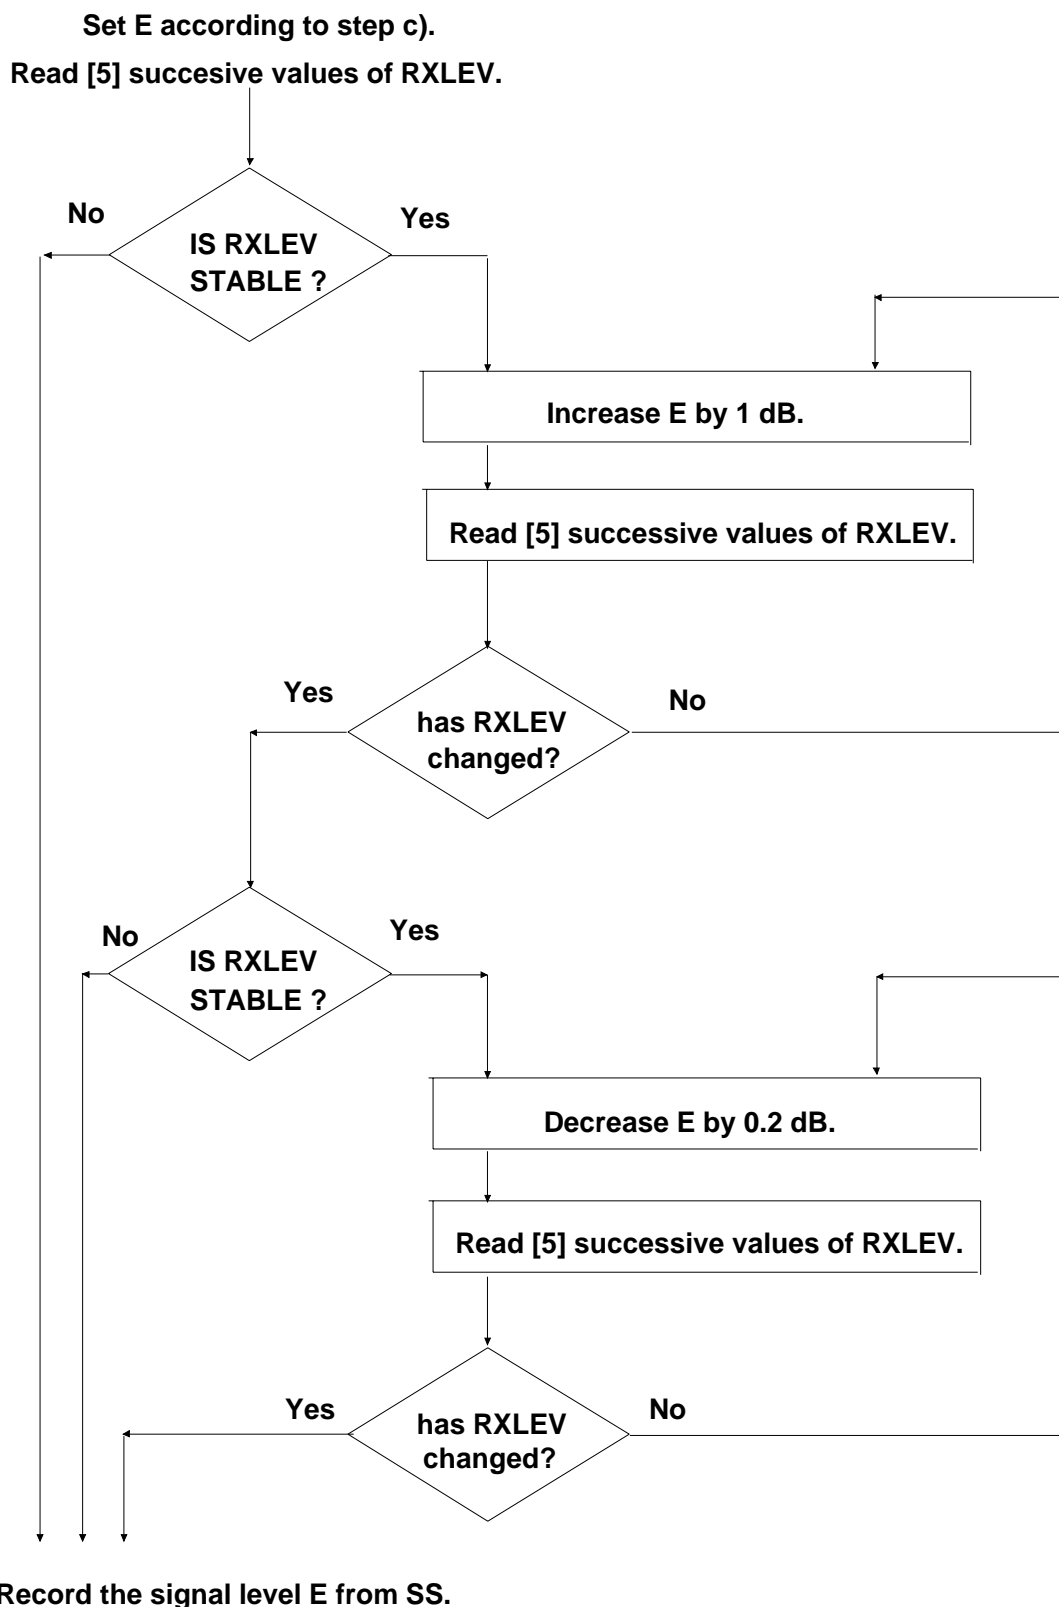 Set E according to step c).
Read [5] succesive values of RXLEV.
No
Yes
IS RXLEV
STABLE ?
Increase E by 1 dB.
Read [5] successive values of RXLEV.
Yes
No
has RXLEV
changed?
No
Yes
IS RXLEV
STABLE ?
Decrease E by 0.2 dB.
Read [5] successive values of RXLEV.
Yes
No
has RXLEV
changed?
Record the signal level E from SS.